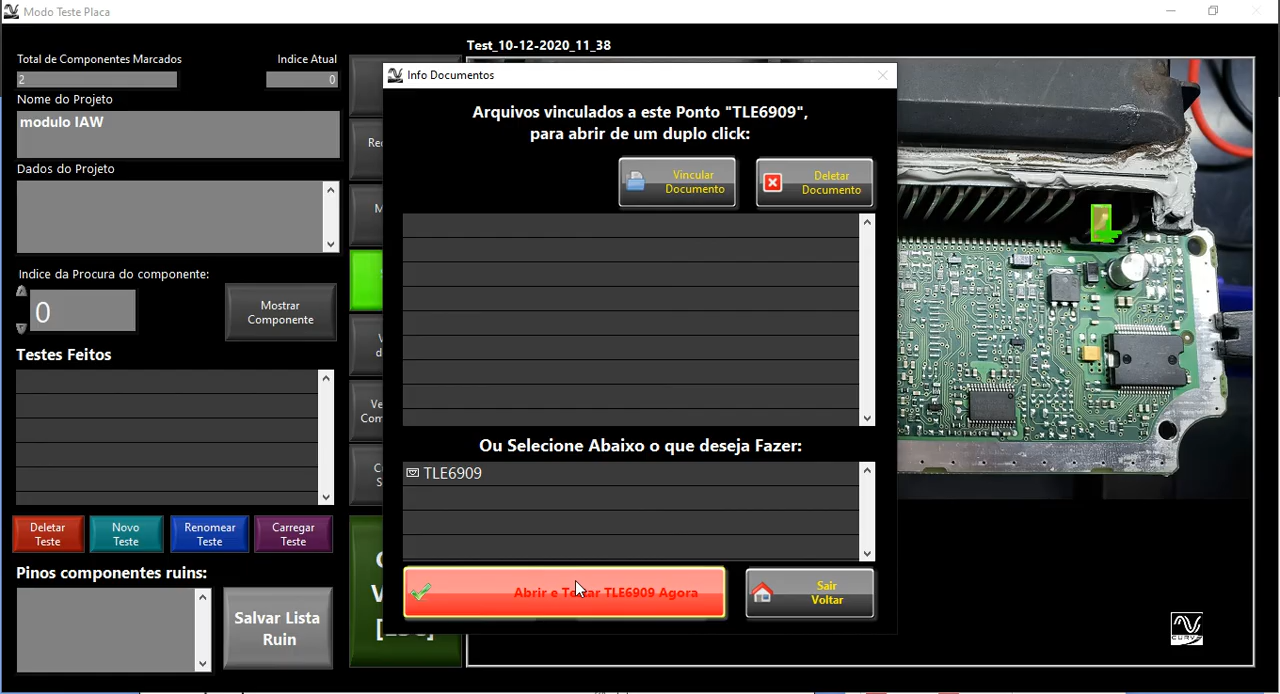 Modo Teste Placa
Test_10-12-2020_11_38
Total de Componentes Marcados
Indice Atual
2
0
Nome do Projeto
modulo IAW
Dados do Projeto
Indice da Procura do componente:
0
Mostrar
Componente
Testes Feitos
Deletar
Teste
Novo
Teste
Renomear
Teste
Carregar
Teste
Pinos componentes ruins:
Salvar Lista
Ruin
Info Documentos
Arquivos vinculados a este Ponto "TLE6909",
para abrir de um duplo click:
Vincular
Documento
Deletar
Documento
Ou Selecione Abaixo o que deseja Fazer:
TLE6909
Abrir e Testar TLE6909 Agora
Sair
Voltar
CURVE